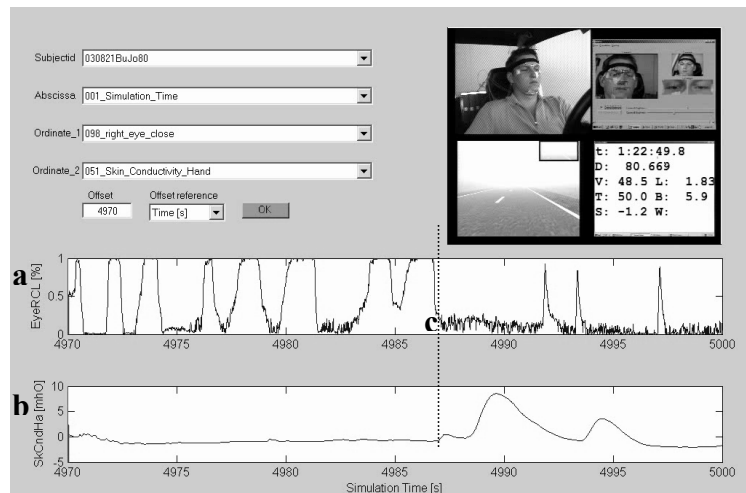 Subjectid 030821BuJo80
Abscissa 001_Simulation_Time
Ordinate_1 098_right_eye_close
Ordinate_2 051_Skin_Conductivity_Hand
Offset Offset reference
4970 Time [s] OK
t: 1:22:49.8
D: 80.669
V: 48.5 L: 1.83
T: 50.0 B: 5.9
S: -1.2 W:
a
EyeRCL [%]
1
0.5
0
c
4970 4975 4980 4985 4990 4995 5000
b
SkCndHa [mhO]
10
5
0
-5
4970 4975 4980 4985 4990 4995 5000
Simulation Time [s]